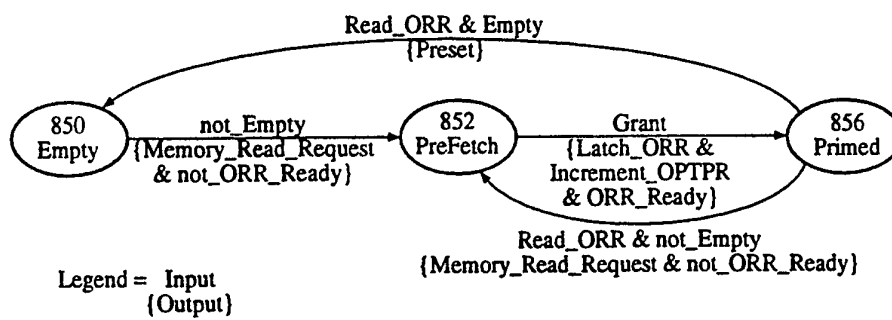 Read_ORR & Empty
{Preset}
850
Empty
not_Empty
{Memory_Read_Request
& not_ORR_Ready}
852
PreFetch
Grant
{Latch_ORR &
Increment_OPTPR
& ORR_Ready}
856
Primed
Read_ORR & not_Empty
{Memory_Read_Request & not_ORR_Ready}
Legend = Input
{Output}